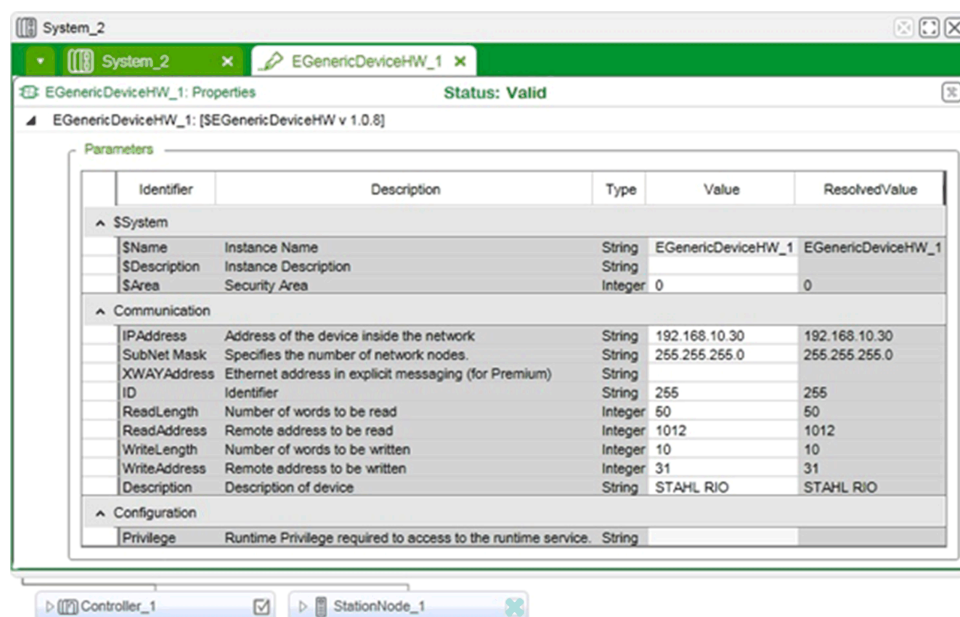 System_2
System_2 EGenericDeviceHW_1
EGenericDeviceHW_1: Properties Status: Valid
EGenericDeviceHW_1: [$EGenericDeviceHW v 1.0.8]
Parameters
Identifier Description Type Value ResolvedValue
$System
$Name Instance Name String EGenericDeviceHW_1 EGenericDeviceHW_1
$Description Instance Description String
$Area Security Area Integer 0 0
Communication
IPAddress Address of the device inside the network String 192.168.10.30 192.168.10.30
SubNet Mask Specifies the number of network nodes. String 255.255.255.0 255.255.255.0
XWAYAddress Ethernet address in explicit messaging (for Premium) String
ID Identifier String 255 255
ReadLength Number of words to be read Integer 50 50
ReadAddress Remote address to be read Integer 1012 1012
WriteLength Number of words to be written Integer 10 10
WriteAddress Remote address to be written Integer 31 31
Description Description of device String STAHL RIO STAHL RIO
Configuration
Privilege Runtime Privilege required to access to the runtime service. String
Controller_1 StationNode_1